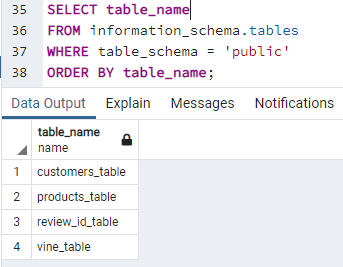 35 SELECT table_name
36 FROM information_schema.tables
37 WHERE table_schema = 'public'
38 ORDER BY table_name;
Data Output Explain Messages Notifications
table_name
name
1 customers_table
2 products_table
3 review_id_table
4 vine_table